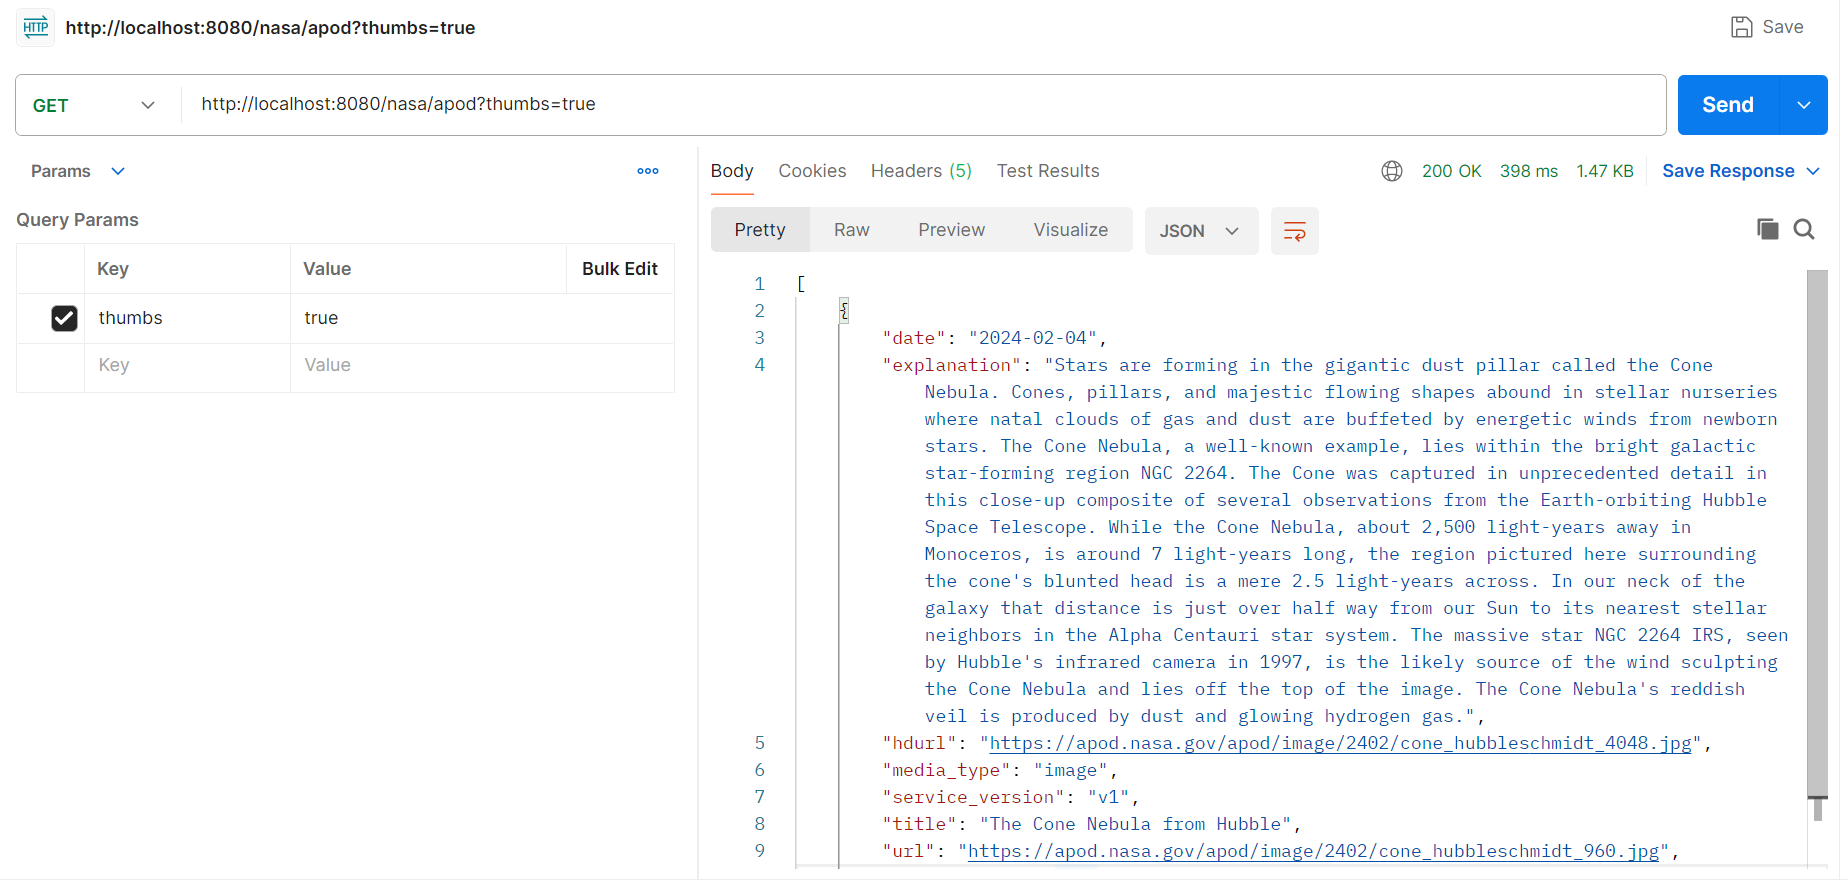 HTTP http://localhost:8080/nasa/apod?thumbs=true
Save
GET http://localhost:8080/nasa/apod?thumbs=true
Send
Params
Query Params
Key Value Bulk Edit
thumbs true
Key Value
Body Cookies Headers (5) Test Results
200 OK 398 ms 1.47 KB Save Response
Pretty Raw Preview Visualize JSON
1 [
2 {
3 "date": "2024-02-04",
4 "explanation": "Stars are forming in the gigantic dust pillar called the Cone
Nebula. Cones, pillars, and majestic flowing shapes abound in stellar nurseries
where natal clouds of gas and dust are buffeted by energetic winds from newborn
stars. The Cone Nebula, a well-known example, lies within the bright galactic
star-forming region NGC 2264. The Cone was captured in unprecedented detail in
this close-up composite of several observations from the Earth-orbiting Hubble
Space Telescope. While the Cone Nebula, about 2,500 light-years away in
Monoceros, is around 7 light-years long, the region pictured here surrounding
the cone's blunted head is a mere 2.5 light-years across. In our neck of the
galaxy that distance is just over half way from our Sun to its nearest stellar
neighbors in the Alpha Centauri star system. The massive star NGC 2264 IRS, seen
by Hubble's infrared camera in 1997, is the likely source of the wind sculpting
the Cone Nebula and lies off the top of the image. The Cone Nebula's reddish
veil is produced by dust and glowing hydrogen gas.",
5 "hdurl": "https://apod.nasa.gov/apod/image/2402/cone_hubbleschmidt_4048.jpg",
6 "media_type": "image",
7 "service_version": "v1",
8 "title": "The Cone Nebula from Hubble",
9 "url": "https://apod.nasa.gov/apod/image/2402/cone_hubbleschmidt_960.jpg",